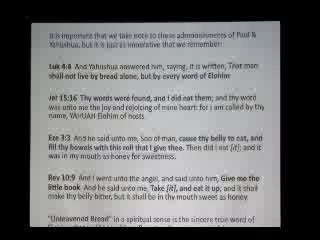 It is important that we take note to these admonishments of Paul &
Yahushua, but it is just as imperative that we remember:
Luk 4:4 And Yahushua answered him, saying, It is written, That man
shall not live by bread alone, but by every word of Elohim
Jer 15:16 Thy words were found, and I did eat them; and thy word
was unto me the joy and rejoicing of mine heart: for I am called by thy
name, YAHUAH Elohim of hosts.
Eze 3:3 And he said unto me, Son of man, cause thy belly to eat, and
fill thy bowels with this roll that I give thee. Then did I eat [it]; and it
was in my mouth as honey for sweetness.
Rev 10:9 And I went unto the angel, and said unto him, Give me the
little book. And he said unto me, Take [it], and eat it up; and it shall
make thy belly bitter, but it shall be in thy mouth sweet as honey.
"Unleavened Bread" in a spiritual sense is the sincere true word of